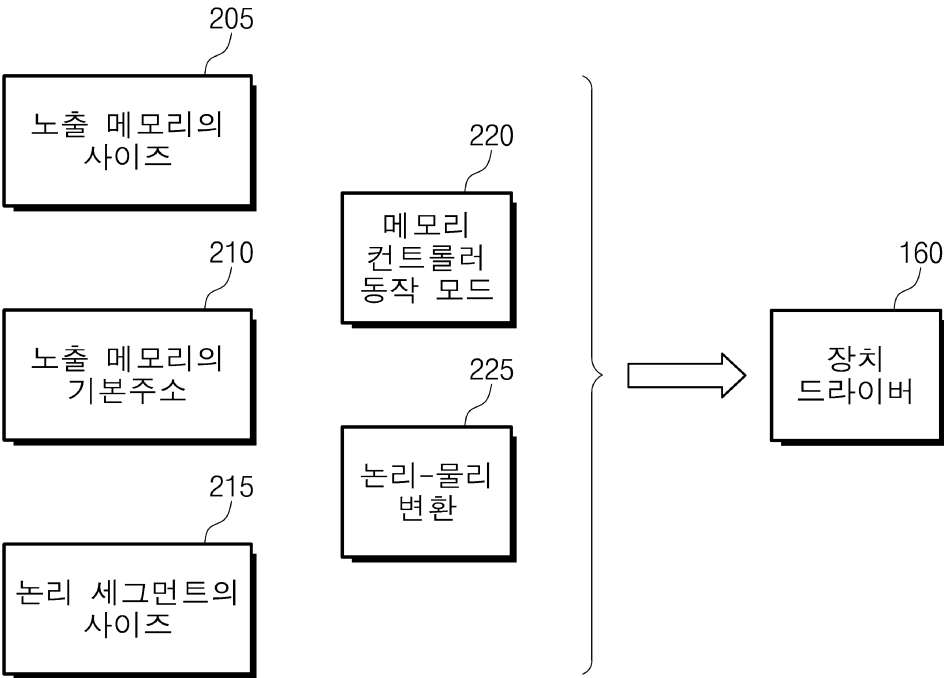 205
노출 메모리의
사이즈
220
메모리
컨트롤러
동작 모드
210
노출 메모리의
기본주소
160
장치
드라이버
225
논리-물리
변환
215
논리 세그먼트의
사이즈